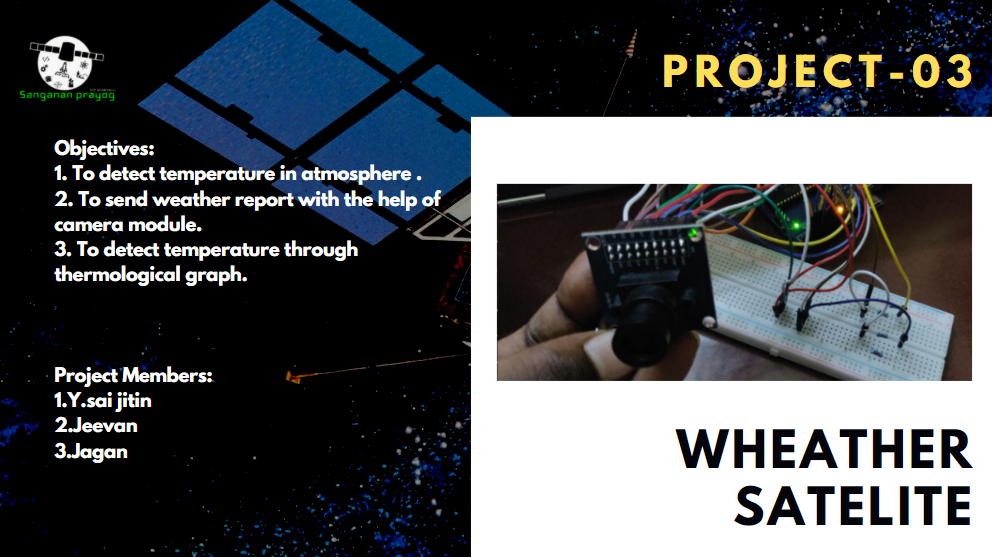 Sanganan prayog
PROJECT-03
Objectives:
1. To detect temperature in atmosphere .
2. To send weather report with the help of
camera module.
3. To detect temperature through
thermological graph.
Project Members:
1.Y.sai jitin
2.Jeevan
3.Jagan
WHEATHER
SATELITE